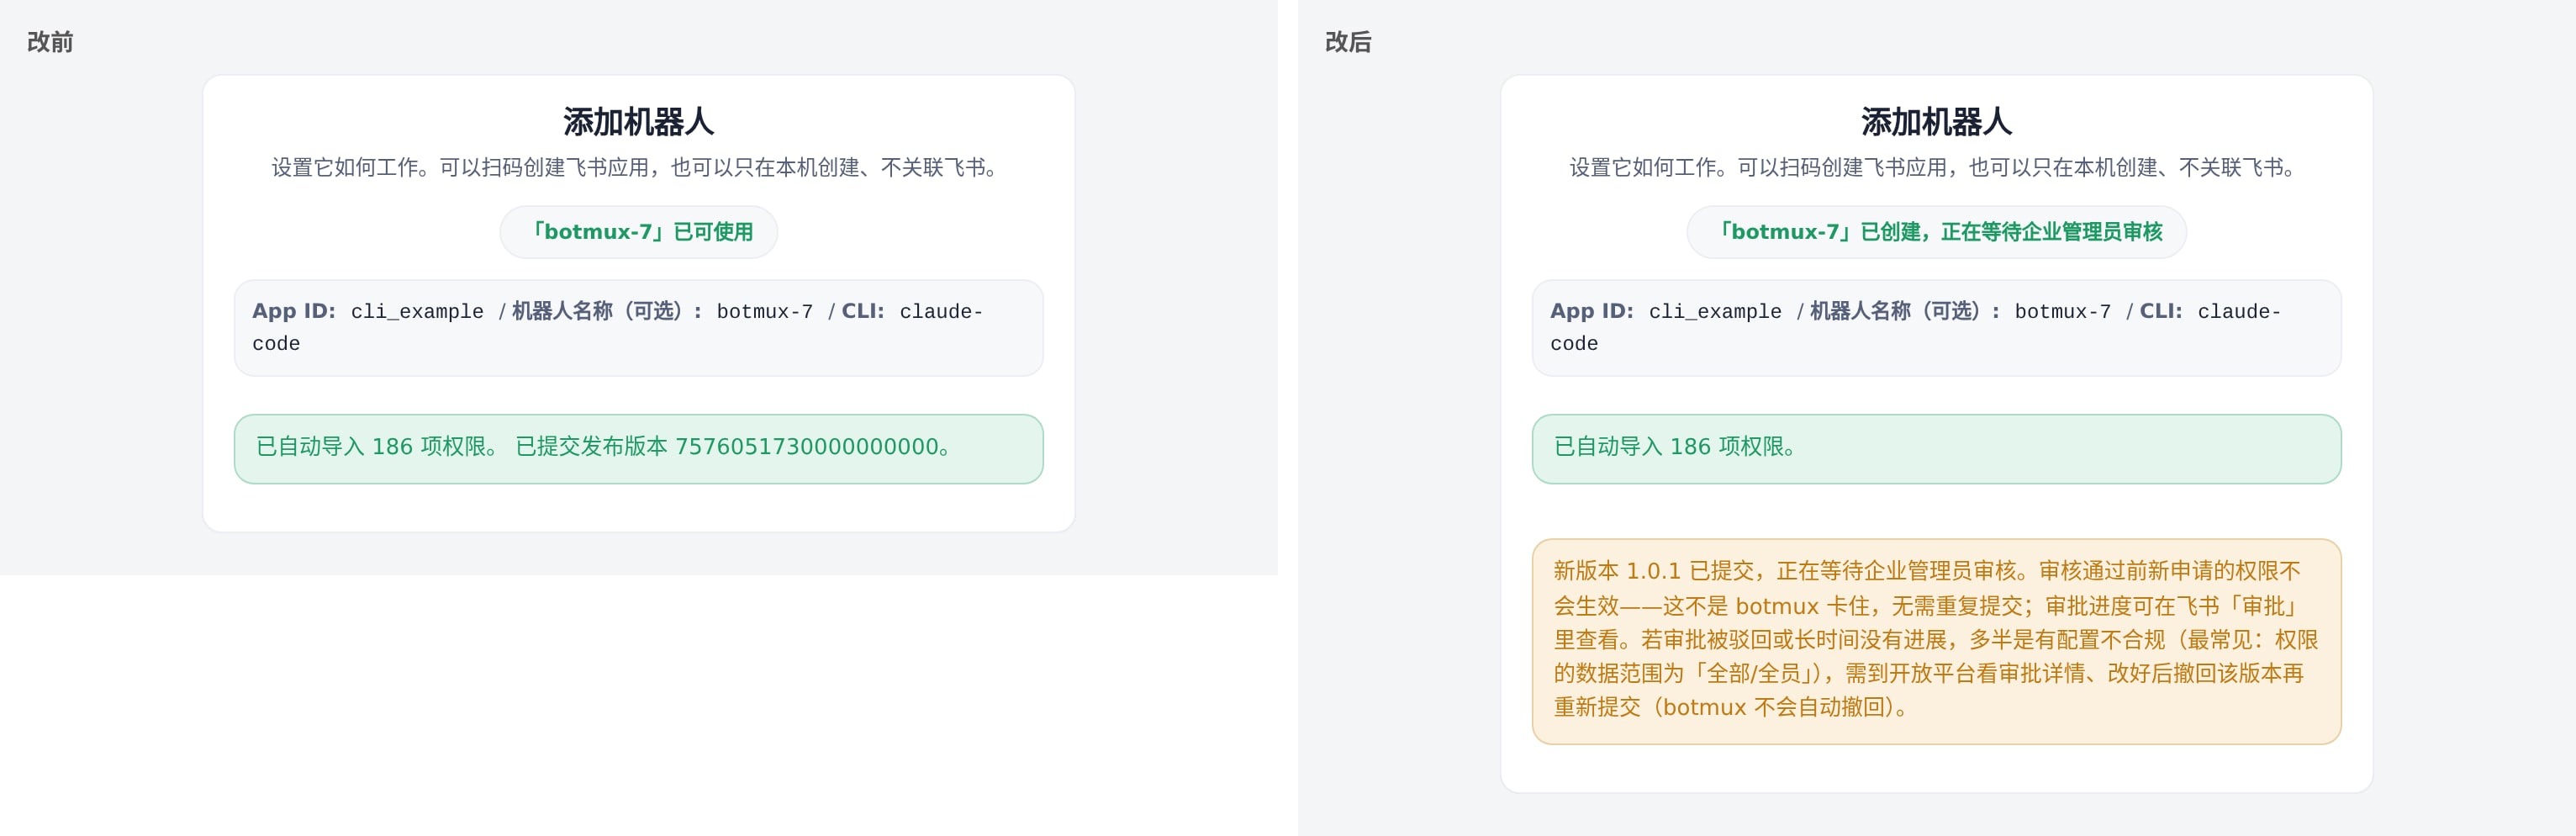 改前
添加机器人
设置它如何工作。可以扫码创建飞书应用，也可以只在本机创建、不关联飞书。
「botmux-7」已可使用
App ID: cli_example / 机器人名称（可选）: botmux-7 / CLI: claude-
code
已自动导入 186 项权限。 已提交发布版本 7576051730000000000。
改后
添加机器人
设置它如何工作。可以扫码创建飞书应用，也可以只在本机创建、不关联飞书。
「botmux-7」已创建，正在等待企业管理员审核
App ID: cli_example / 机器人名称（可选）: botmux-7 / CLI: claude-
code
已自动导入 186 项权限。
新版本 1.0.1 已提交，正在等待企业管理员审核。审核通过前新申请的权限不
会生效——这不是 botmux 卡住，无需重复提交；审批进度可在飞书「审批」
里查看。若审批被驳回或长时间没有进展，多半是有配置不合规（最常见：权限
的数据范围为「全部/全员」），需到开放平台看审批详情、改好后撤回该版本再
重新提交（botmux 不会自动撤回）。